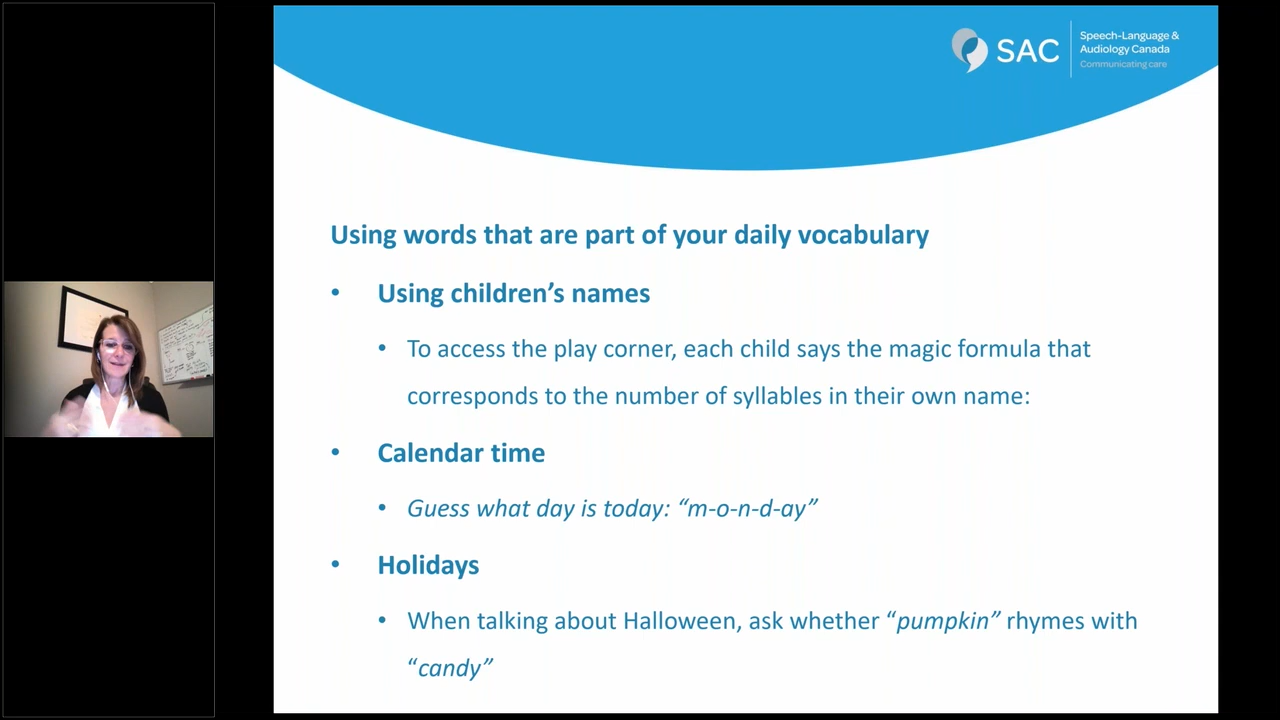 SAC
Speech-Language &
Audiology Canada
Communicating care
Using words that are part of your daily vocabulary
• Using children’s names
• To access the play corner, each child says the magic formula that
corresponds to the number of syllables in their own name:
• Calendar time
• Guess what day is today: “m-o-n-d-ay”
• Holidays
• When talking about Halloween, ask whether “pumpkin” rhymes with
“candy”